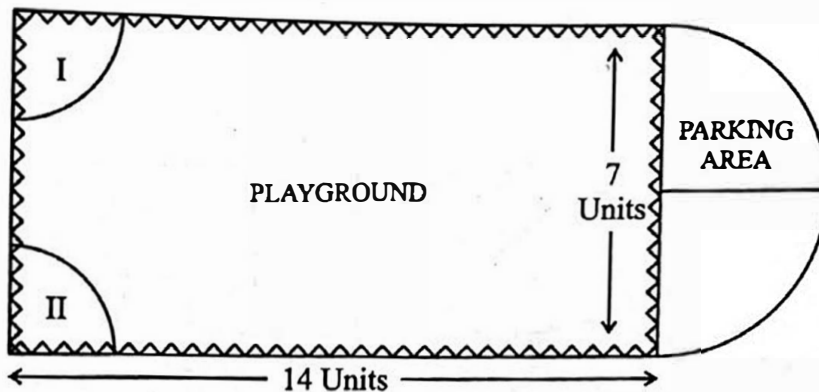 I
PARKING
AREA
7
Units
PLAYGROUND
II
14 Units